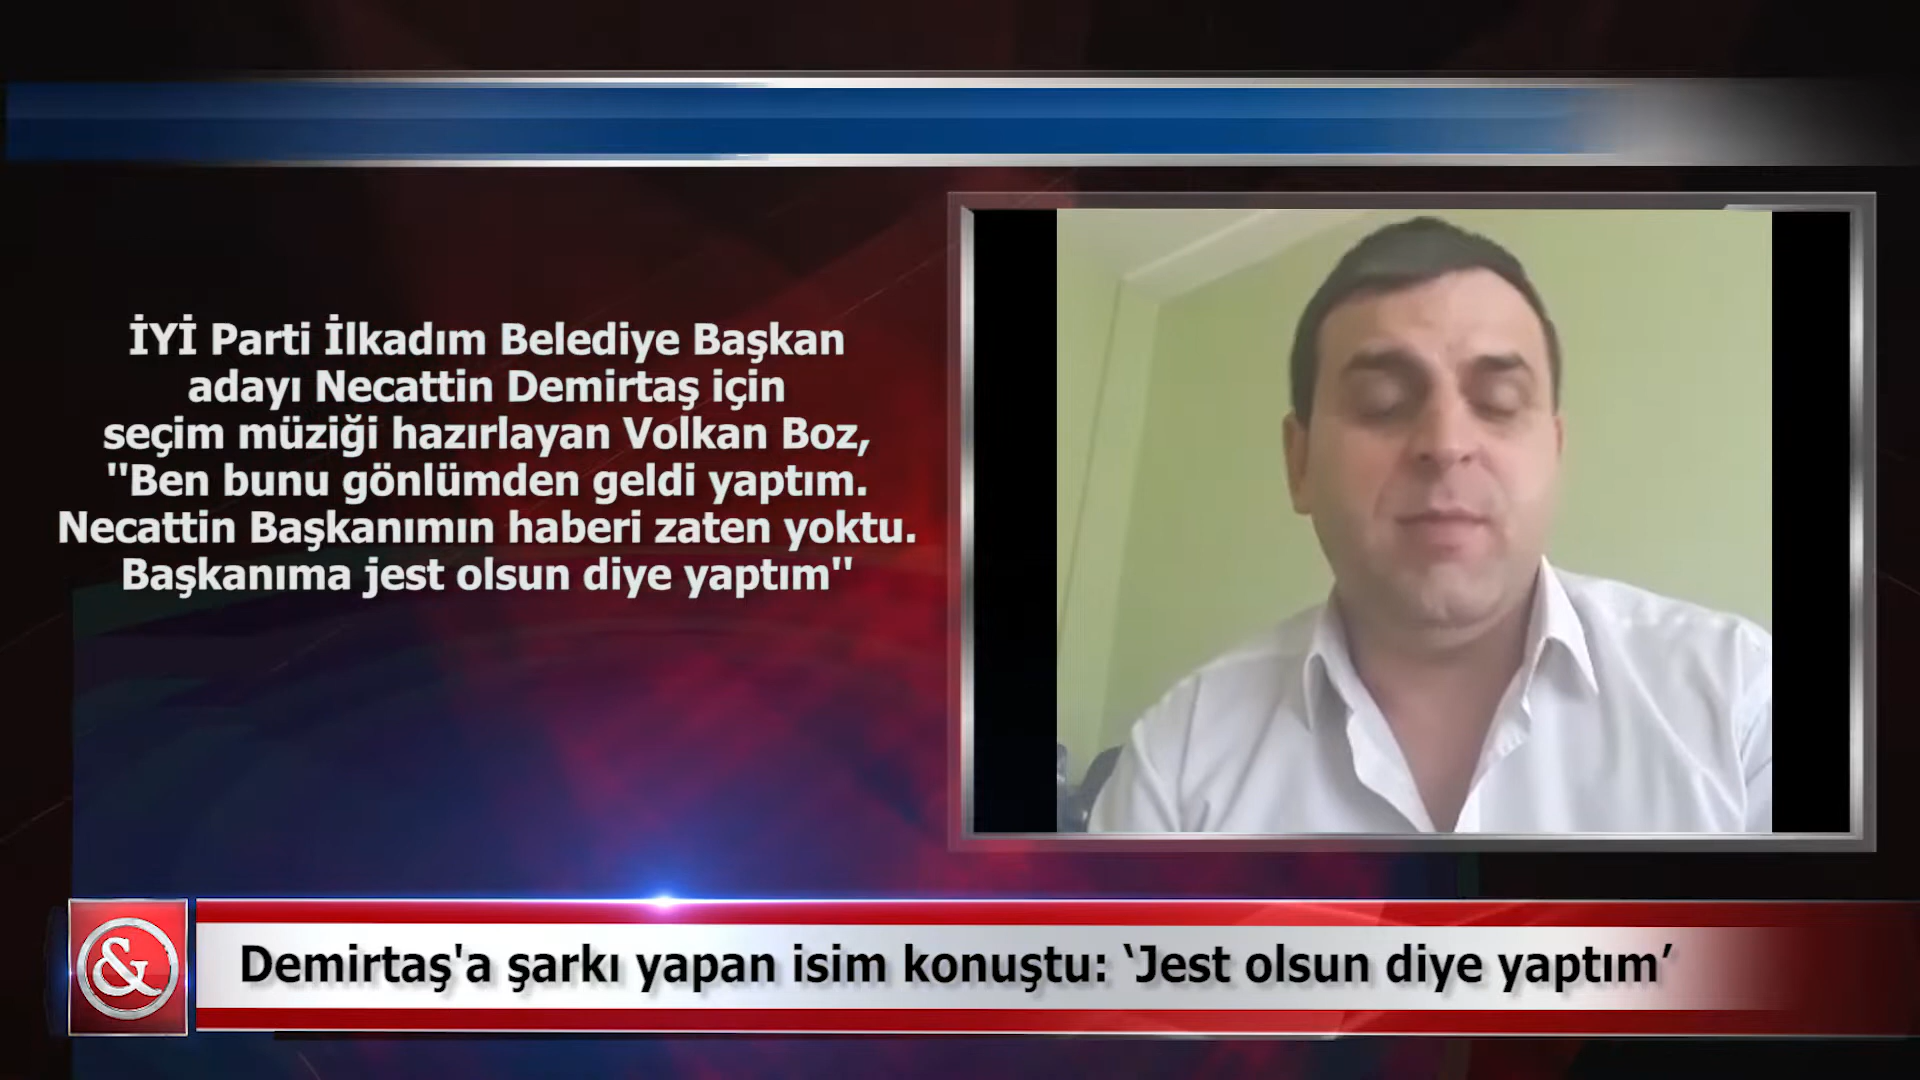 İYİ Parti İlkadım Belediye Başkan
adayı Necattin Demirtaş için
seçim müziği hazırlayan Volkan Boz,
"Ben bunu gönlümden geldi yaptım.
Necattin Başkanımın haberi zaten yoktu.
Başkanıma jest olsun diye yaptım"
&
Demirtaş'a şarkı yapan isim konuştu: ‘Jest olsun diye yaptım’